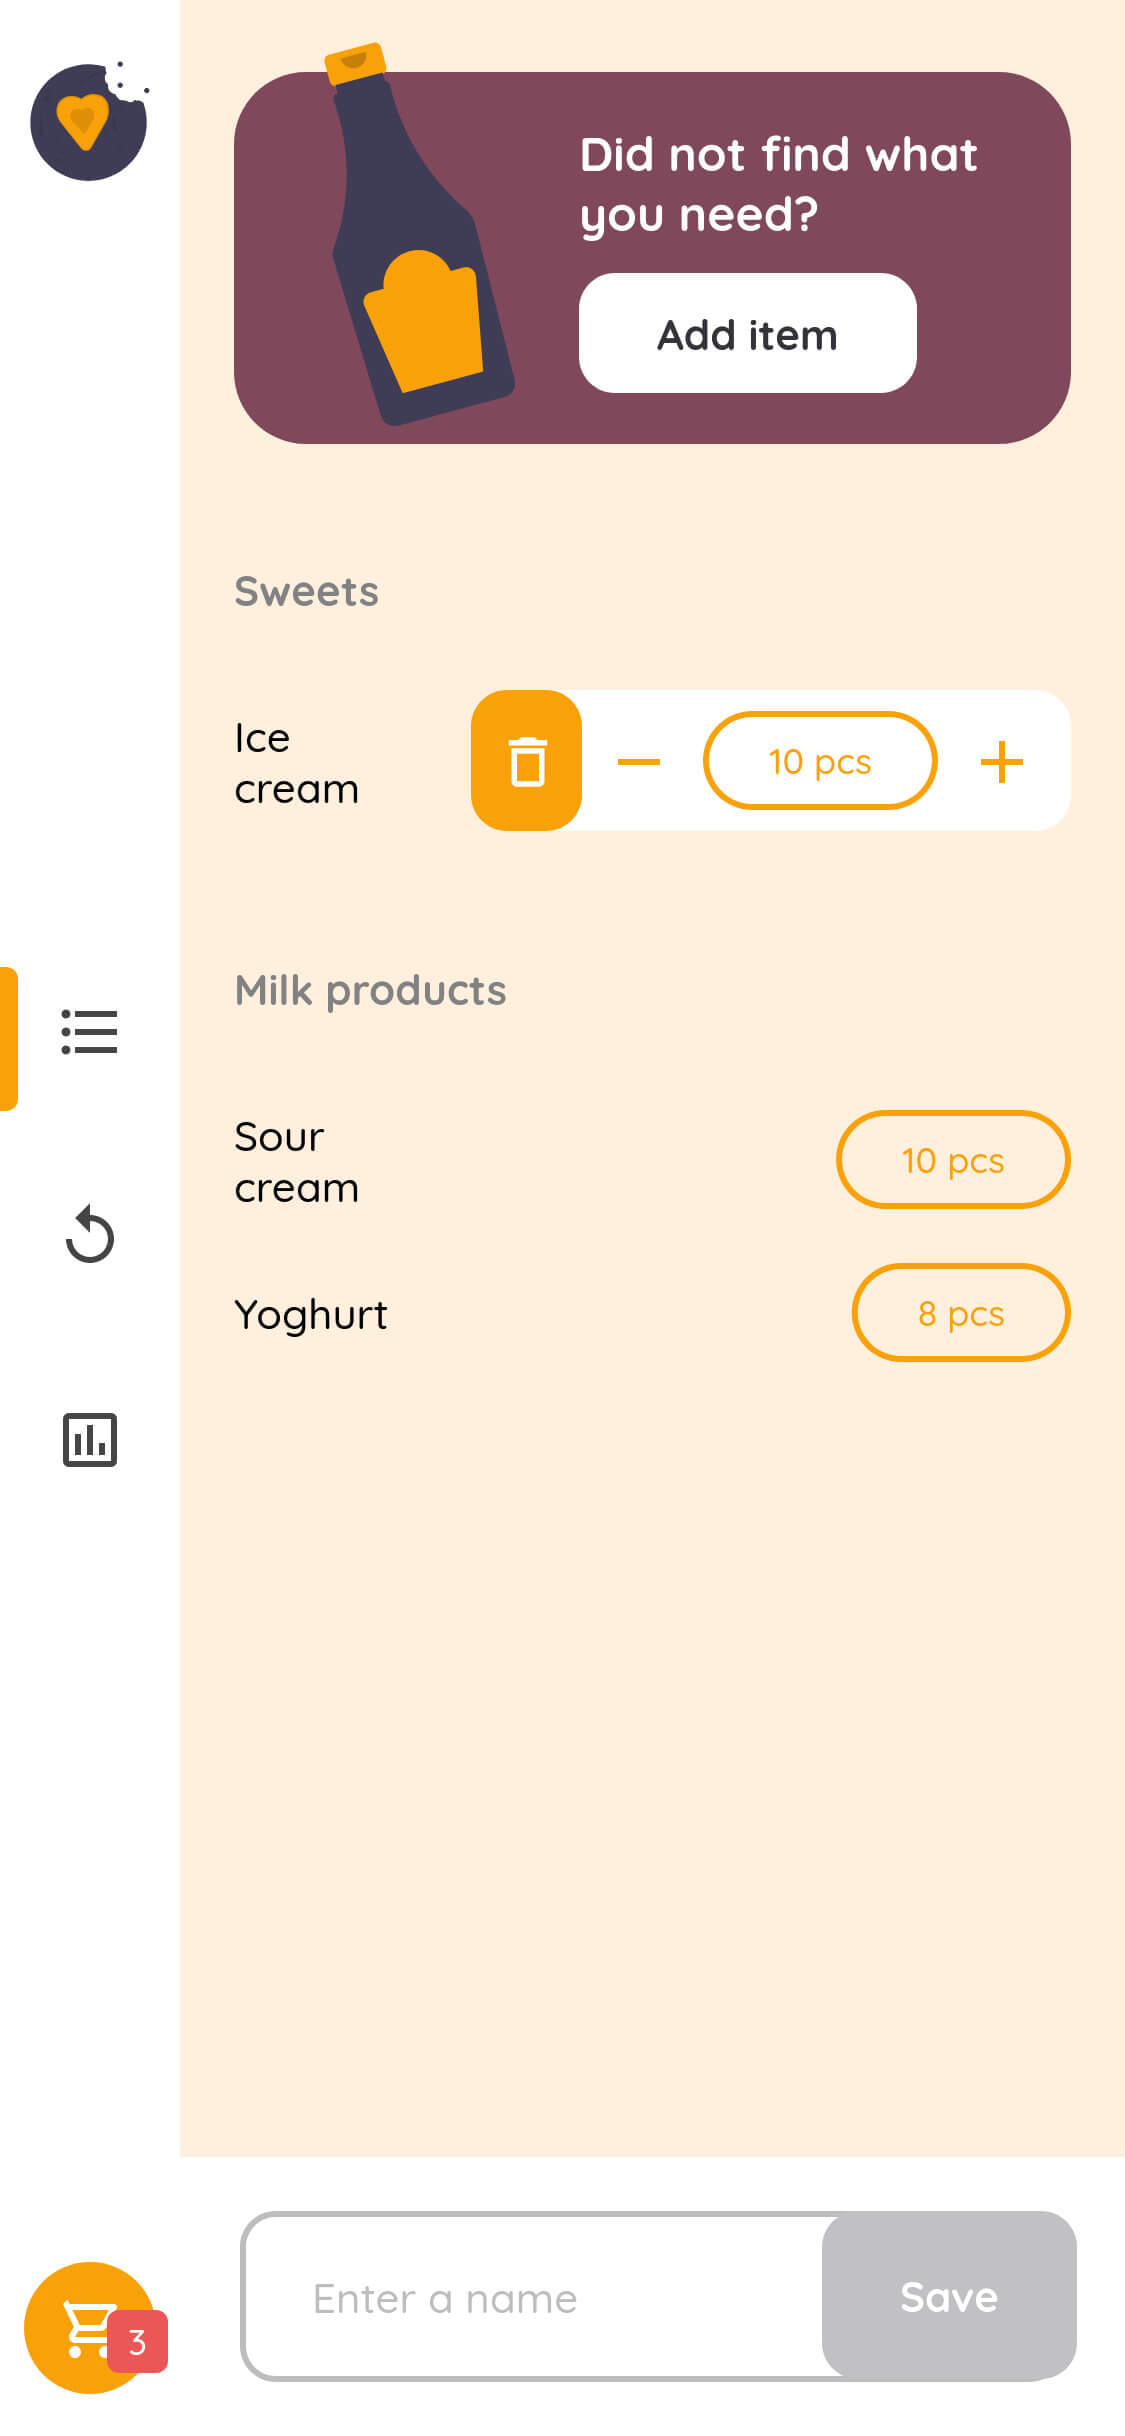 Did not find what
you need?
Add item
Sweets
Ice
cream
10 pcs
Milk products
Sour
cream
10 pcs
Yoghurt
8 pcs
Enter a name
Save
3